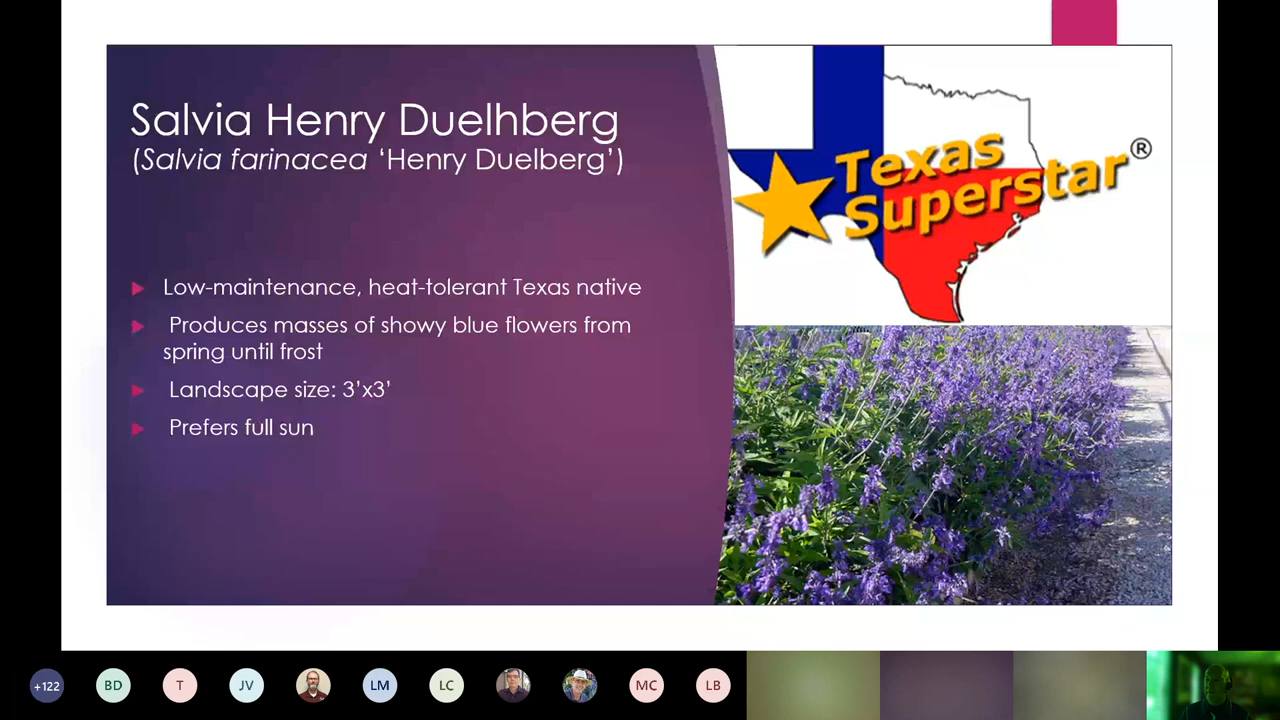 Salvia Henry Duelhberg
(Salvia farinacea ‘Henry Duelberg’)
Low-maintenance, heat-tolerant Texas native
Produces masses of showy blue flowers from
spring until frost
Landscape size: 3’x3’
Prefers full sun
Texas
Superstar®
+122
BD
T
JV
LM
LC
MC
LB